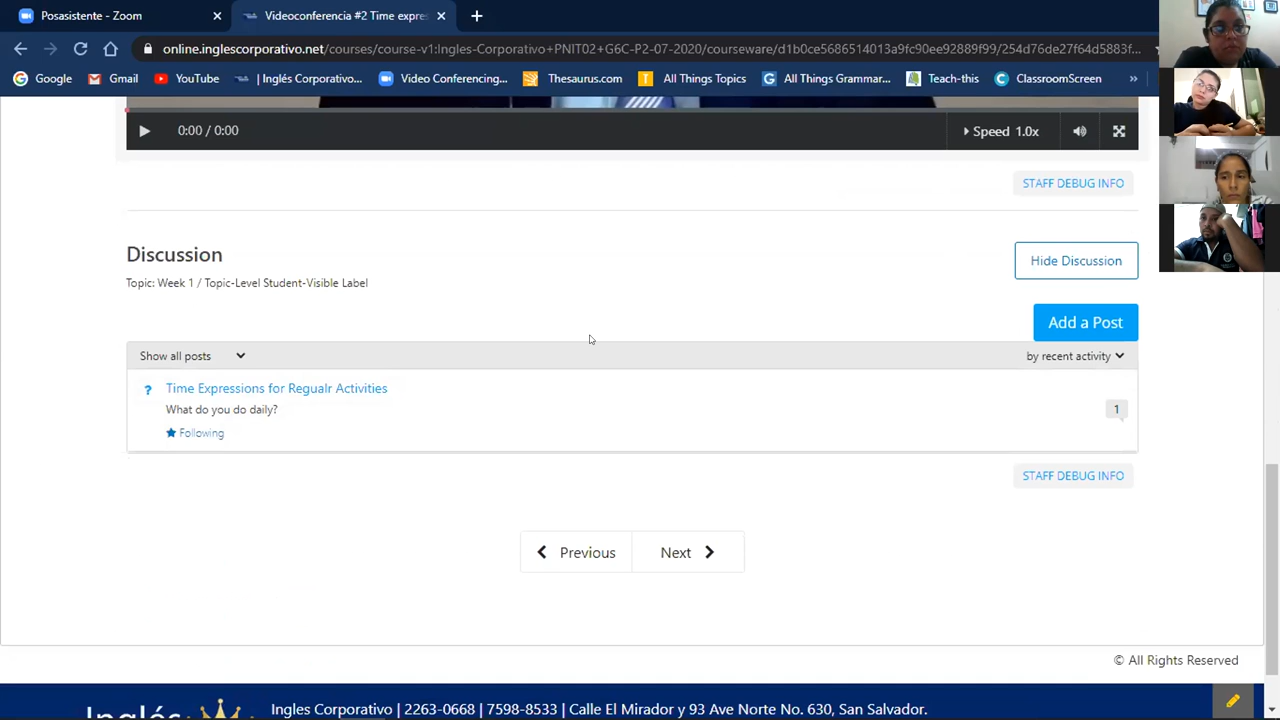 Posasistente - Zoom
Videoconferencia #2 Time expres
online.inglescorporativo.net/courses/course-v1:Ingles-Corporativo+PNIT02+G6C-P2-07-2020/courseware/d1b0ce5686514013a9fc90ee92889f99/254d76de27f64d5883f...
Google Gmail YouTube | Inglés Corporativo... Video Conferencing... Thesaurus.com All Things Topics All Things Grammar... Teach-this ClassroomScreen »
0:00 / 0:00 Speed 1.0x
STAFF DEBUG INFO
Discussion
Hide Discussion
Topic: Week 1 / Topic-Level Student-Visible Label
Add a Post
Show all posts by recent activity
? Time Expressions for Regualr Activities
What do you do daily? 1
Following
STAFF DEBUG INFO
Previous Next
© All Rights Reserved
Inglés
Ingles Corporativo | 2263-0668 | 7598-8533 | Calle El Mirador y 93 Ave Norte No. 630, San Salvador.